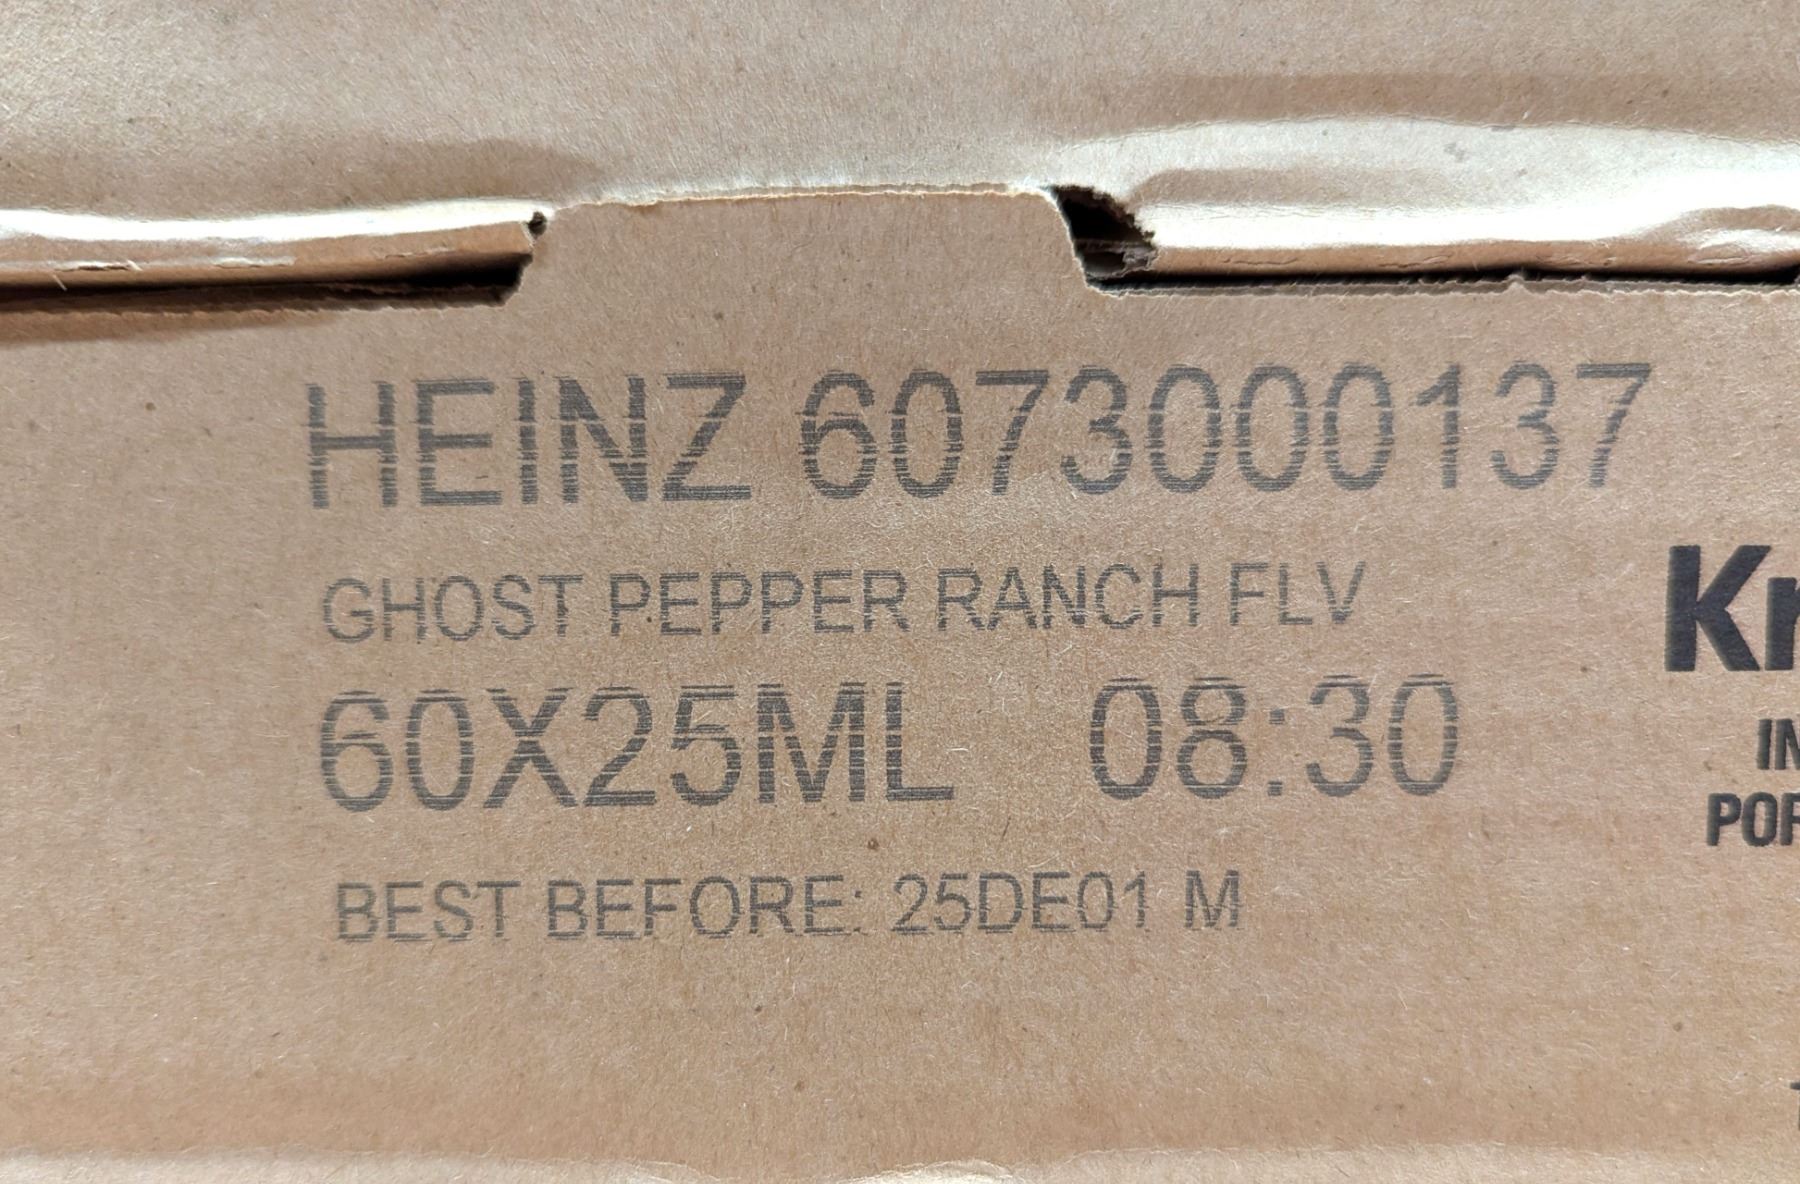 HEINZ 6073000137
GHOST PEPPER RANCH FLV
60X25ML 08:30
BEST BEFORE: 25DE01 M